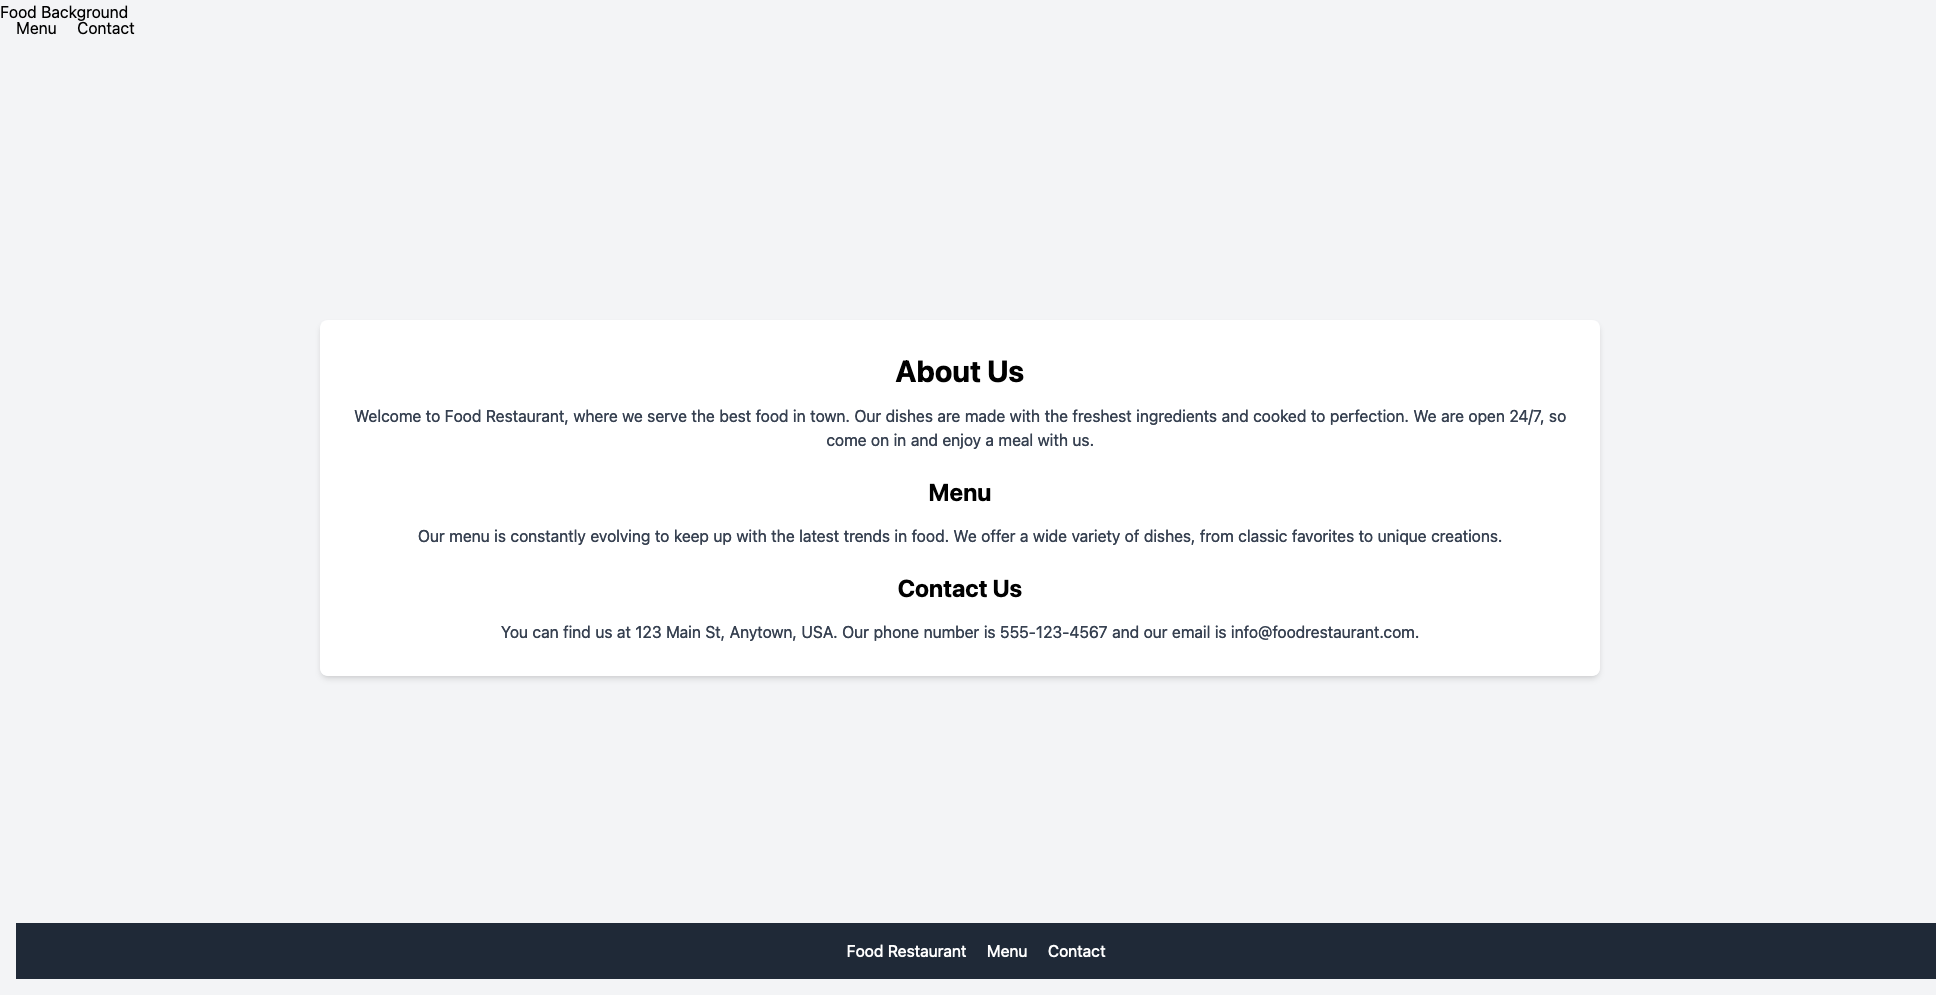 Food Background
Menu Contact
About Us
Welcome to Food Restaurant, where we serve the best food in town. Our dishes are made with the freshest ingredients and cooked to perfection. We are open 24/7, so
come on in and enjoy a meal with us.
Menu
Our menu is constantly evolving to keep up with the latest trends in food. We offer a wide variety of dishes, from classic favorites to unique creations.
Contact Us
You can find us at 123 Main St, Anytown, USA. Our phone number is 555-123-4567 and our email is info@foodrestaurant.com.
Food Restaurant Menu Contact